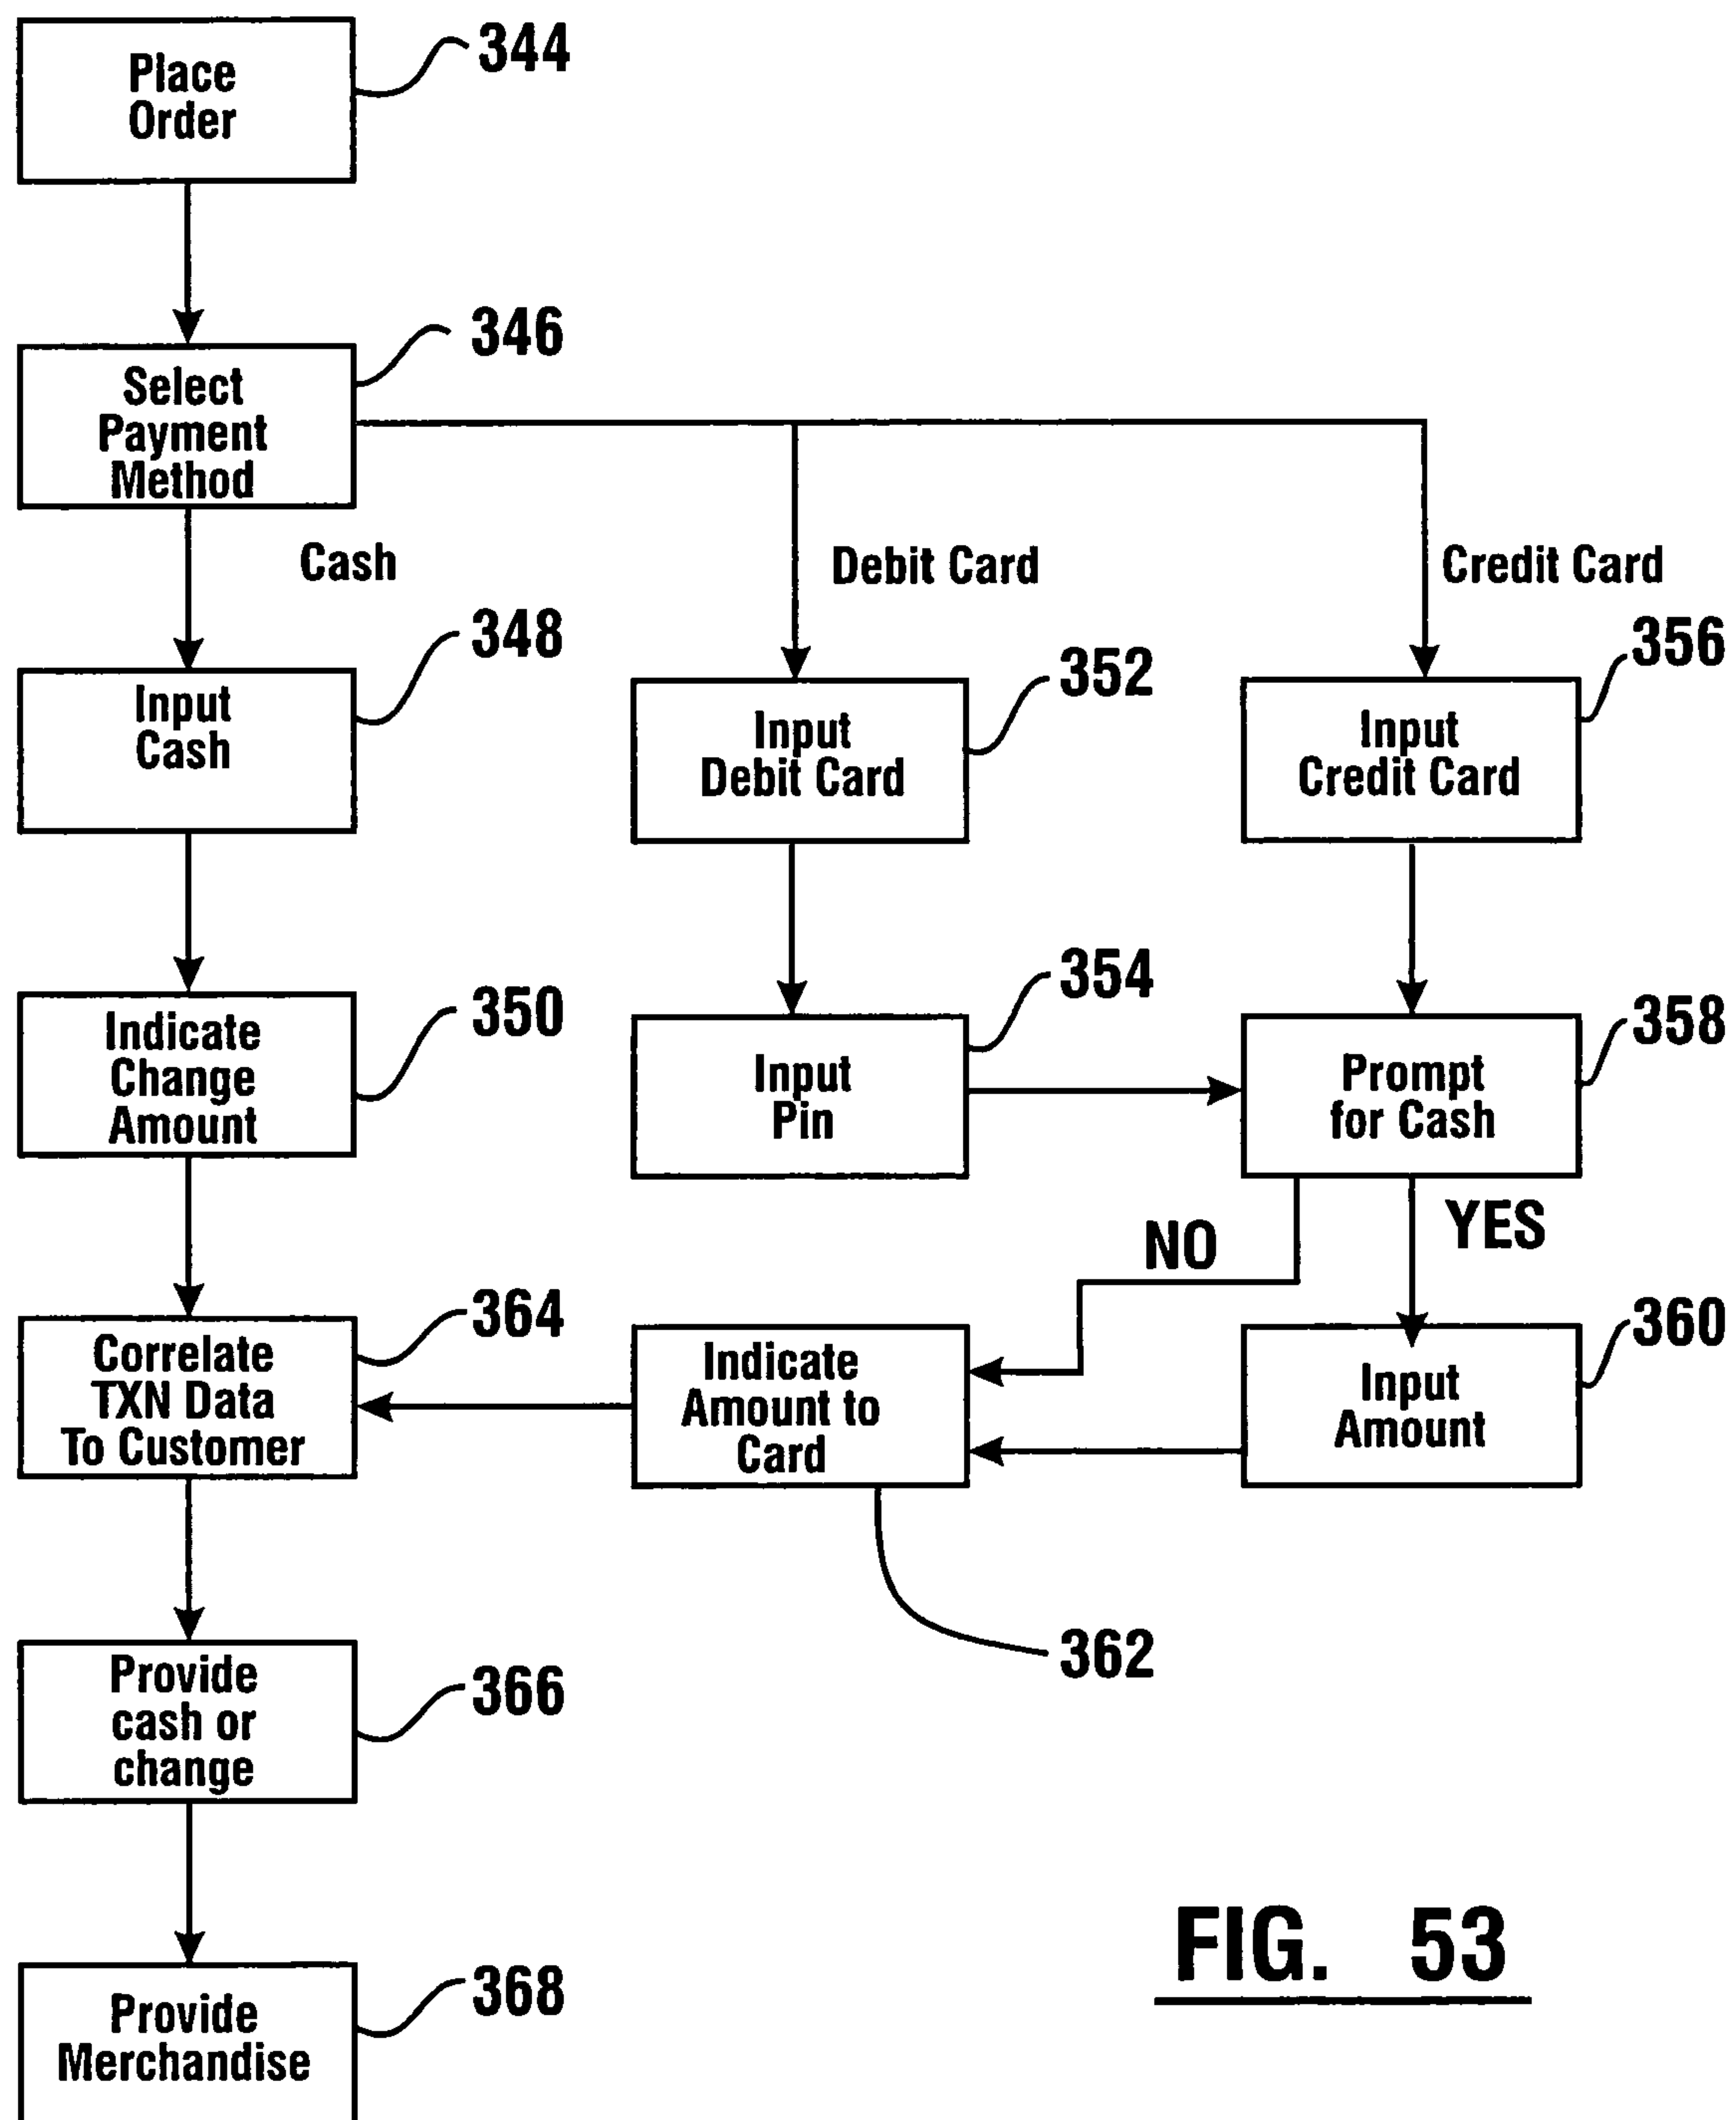 Place
Order
344
Select
Payment
Method
346
Cash
Debit Card
Credit Card
Input
Cash
348
Input
Debit Card
352
Input
Credit Card
356
Indicate
Change
Amount
350
Input
Pin
354
Prompt
for Cash
358
NO
YES
Correlate
TXN Data
To Customer
364
Indicate
Amount to
Card
362
Input
Amount
360
Provide
cash or
change
366
Provide
Merchandise
368
FIG. 53